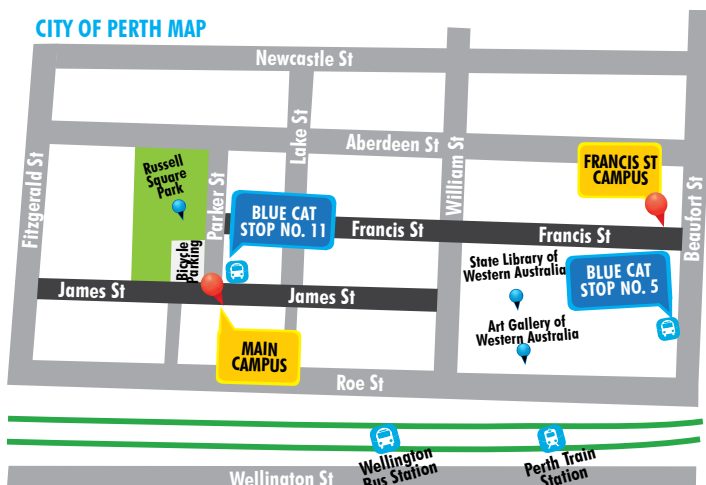 CITY OF PERTH MAP
Newcastle St
Aberdeen St
Fitzgerald St
Lake St
William St
Beaufort St
Parker St
Russell
Square
Park
FRANCIS ST
CAMPUS
BLUE CAT
STOP NO. 11
Francis St
Francis St
Bicycle
Parking
State Library of
Western Australia
BLUE CAT
STOP NO. 5
James St
James St
Art Gallery of
Western Australia
MAIN
CAMPUS
Roe St
Wellington
Bus Station
Perth Train
Station
Wellington St